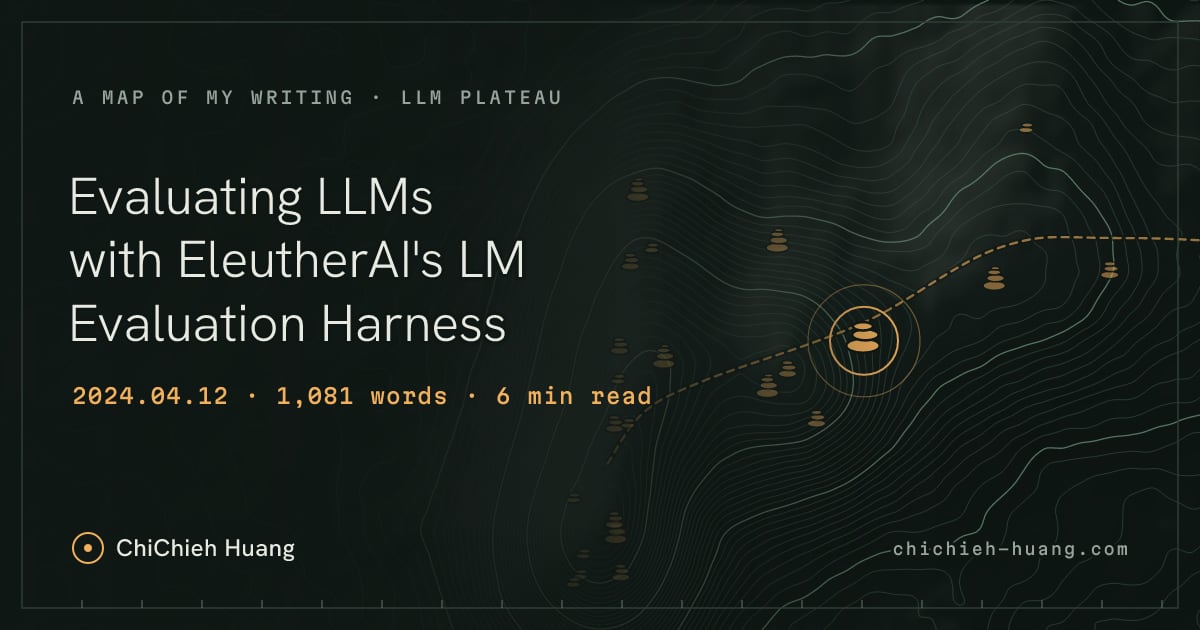 A MAP OF MY WRITING · LLM PLATEAU
Evaluating LLMs
with EleutherAI's LM
Evaluation Harness
2024.04.12 · 1,081 words · 6 min read
ChiChieh Huang
chichieh-huang.com